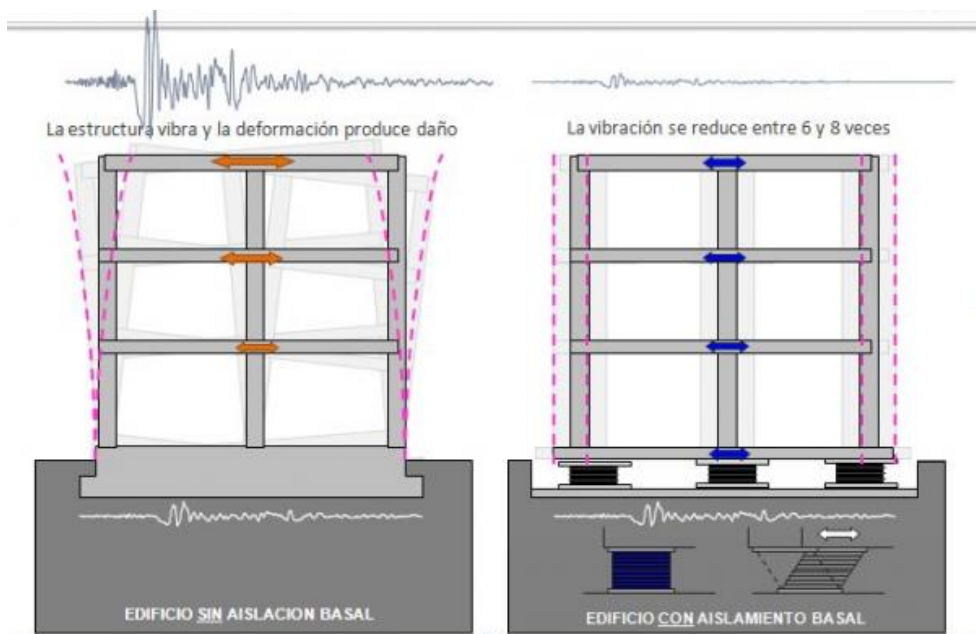 La estructura vibra y la deformación produce daño
La vibración se reduce entre 6 y 8 veces
EDIFICIO SIN AISLACION BASAL
EDIFICIO CON AISLAMIENTO BASAL